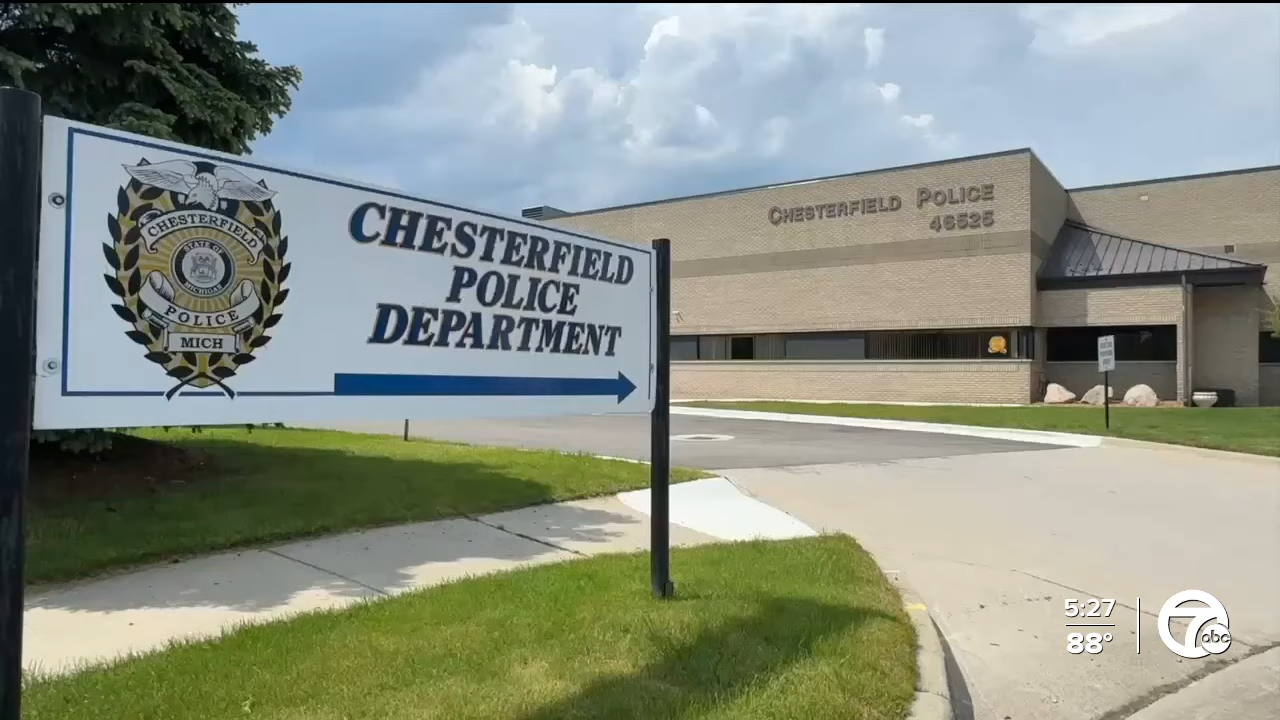 CHESTERFIELD
STATE OF
MICHIGAN
POLICE
MICH
CHESTERFIELD
POLICE
DEPARTMENT
CHESTERFIELD POLICE
46525
5:27
88°
7 abc